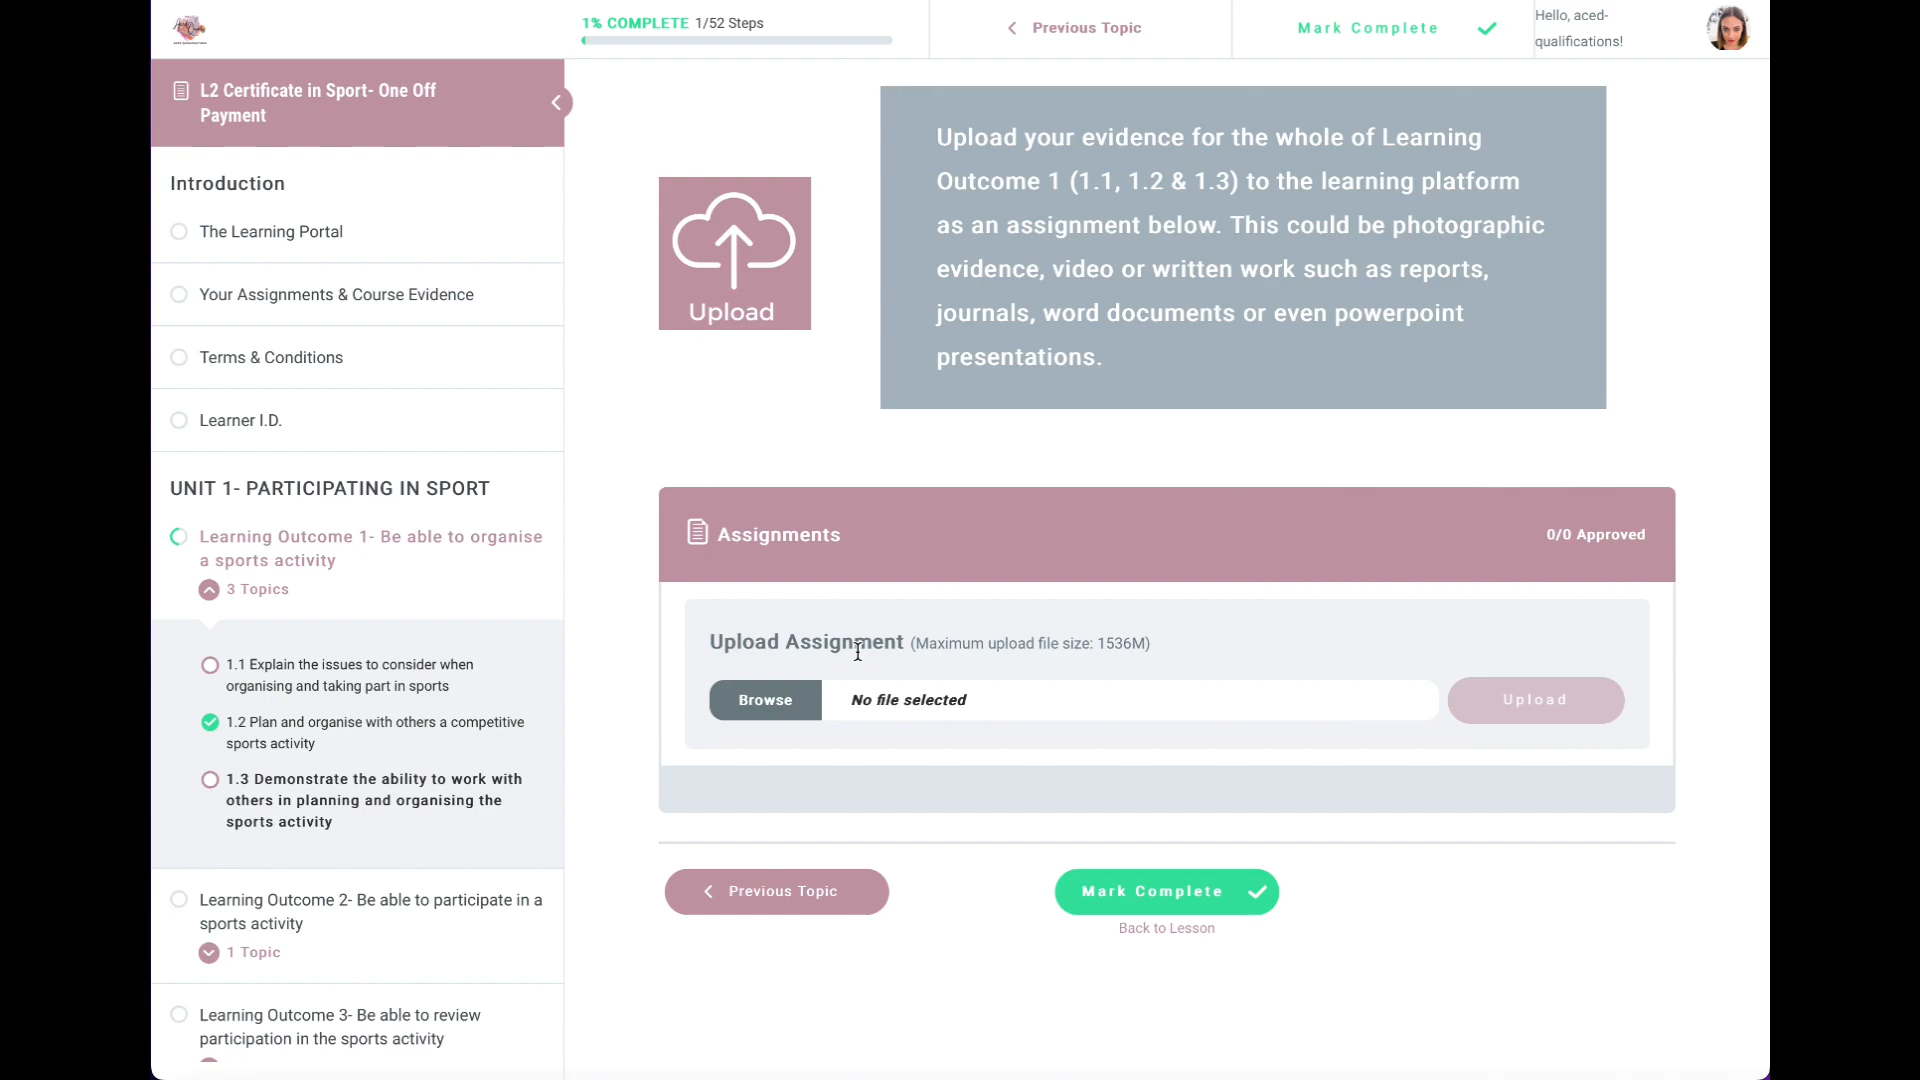 1% COMPLETE 1/52 Steps
Previous Topic
Mark Complete
Hello, aced-
qualifications!
L2 Certificate in Sport- One Off
Payment
Introduction
The Learning Portal
Your Assignments & Course Evidence
Terms & Conditions
Learner I.D.
UNIT 1- PARTICIPATING IN SPORT
Learning Outcome 1- Be able to organise
a sports activity
3 Topics
1.1 Explain the issues to consider when
organising and taking part in sports
1.2 Plan and organise with others a competitive
sports activity
1.3 Demonstrate the ability to work with
others in planning and organising the
sports activity
Learning Outcome 2- Be able to participate in a
sports activity
1 Topic
Learning Outcome 3- Be able to review
participation in the sports activity
Upload
Upload your evidence for the whole of Learning
Outcome 1 (1.1, 1.2 & 1.3) to the learning platform
as an assignment below. This could be photographic
evidence, video or written work such as reports,
journals, word documents or even powerpoint
presentations.
Assignments
0/0 Approved
Upload Assignment (Maximum upload file size: 1536M)
Browse
No file selected
Upload
Previous Topic
Mark Complete
Back to Lesson